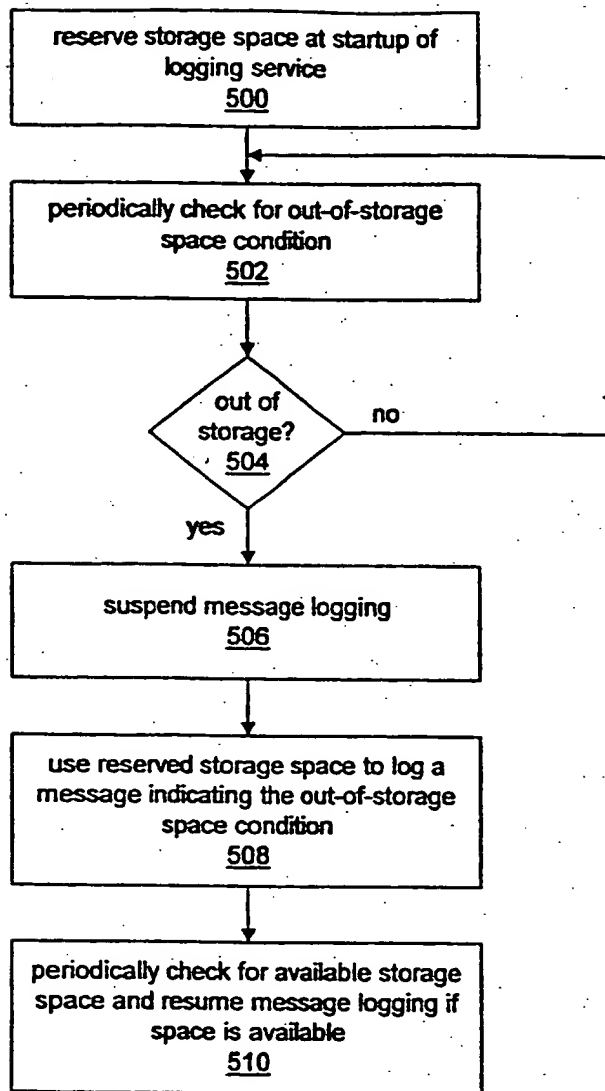 reserve storage space at startup of
logging service
500
periodically check for out-of-storage
space condition
502
out of
storage?
504
no
yes
suspend message logging
506
use reserved storage space to log a
message indicating the out-of-storage
space condition
508
periodically check for available storage
space and resume message logging if
space is available
510